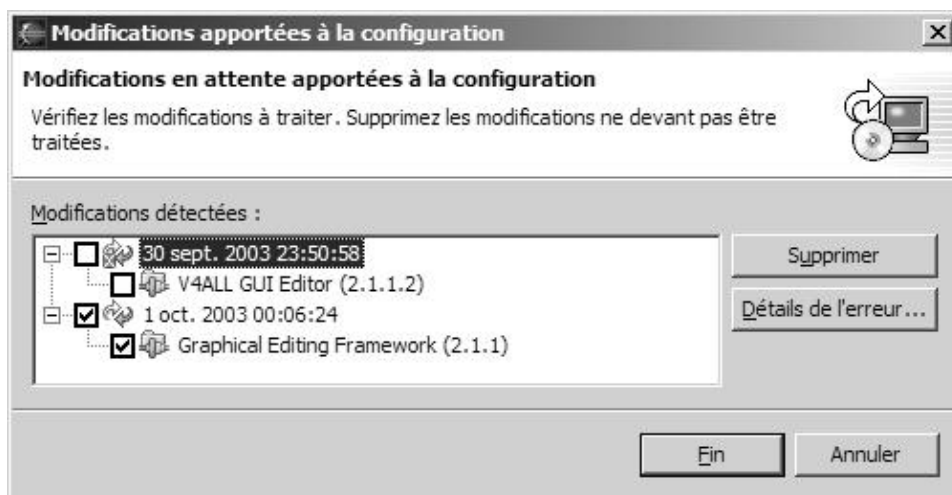 Modifications apportées à la configuration
Modifications en attente apportées à la configuration
Vérifiez les modifications à traiter. Supprimez les modifications ne devant pas être
traitées.
Modifications détectées :
30 sept. 2003 23:50:58
V4ALL GUI Editor (2.1.1.2)
1 oct. 2003 00:06:24
Graphical Editing Framework (2.1.1)
Supprimer
Détails de l'erreur...
Fin
Annuler